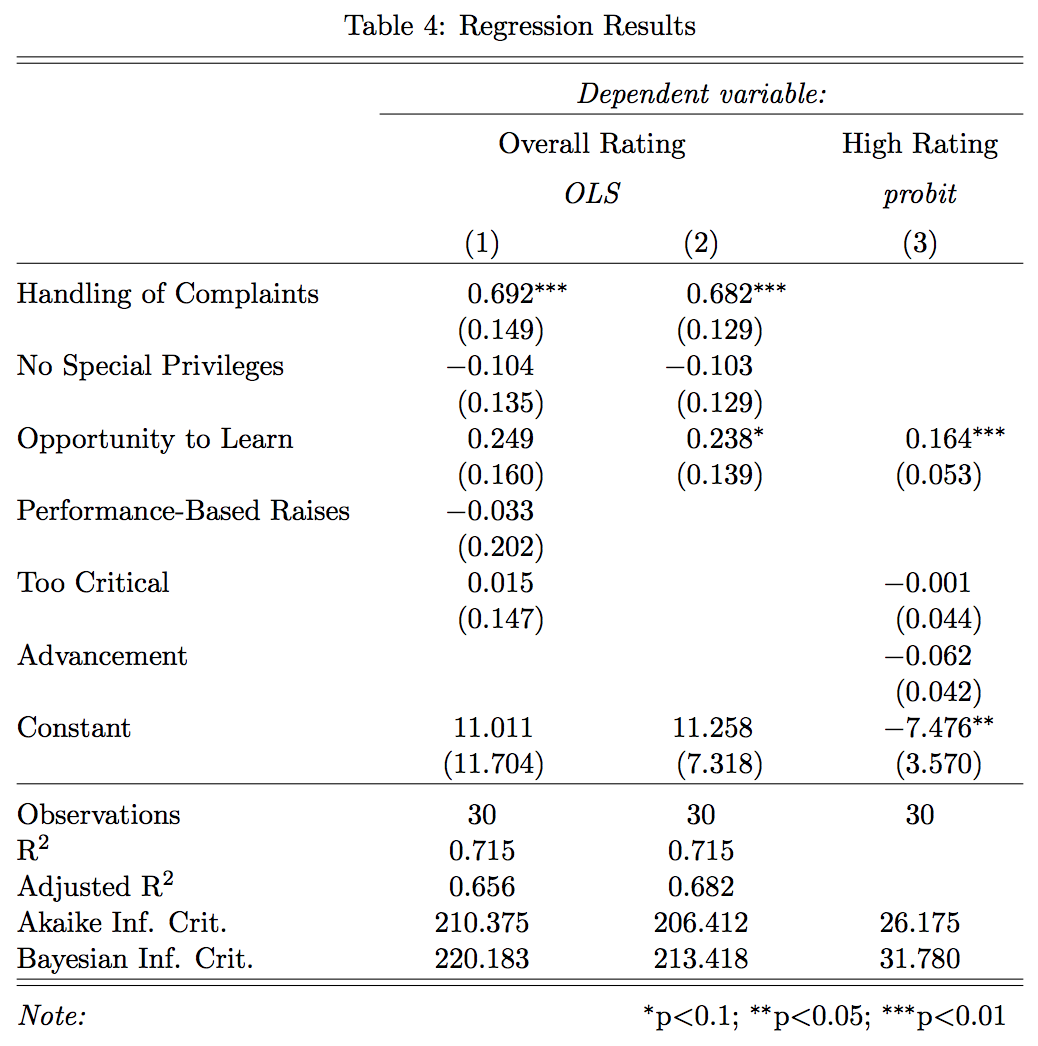 Table 4: Regression Results
Dependent variable:
Overall Rating High Rating
OLS probit
(1) (2) (3)
Handling of Complaints 0.692*** 0.682***
(0.149) (0.129)
No Special Privileges −0.104 −0.103
(0.135) (0.129)
Opportunity to Learn 0.249 0.238* 0.164***
(0.160) (0.139) (0.053)
Performance-Based Raises −0.033
(0.202)
Too Critical 0.015 −0.001
(0.147) (0.044)
Advancement −0.062
(0.042)
Constant 11.011 11.258 −7.476**
(11.704) (7.318) (3.570)
Observations 30 30 30
R² 0.715 0.715
Adjusted R² 0.656 0.682
Akaike Inf. Crit. 210.375 206.412 26.175
Bayesian Inf. Crit. 220.183 213.418 31.780
Note: *p<0.1; **p<0.05; ***p<0.01